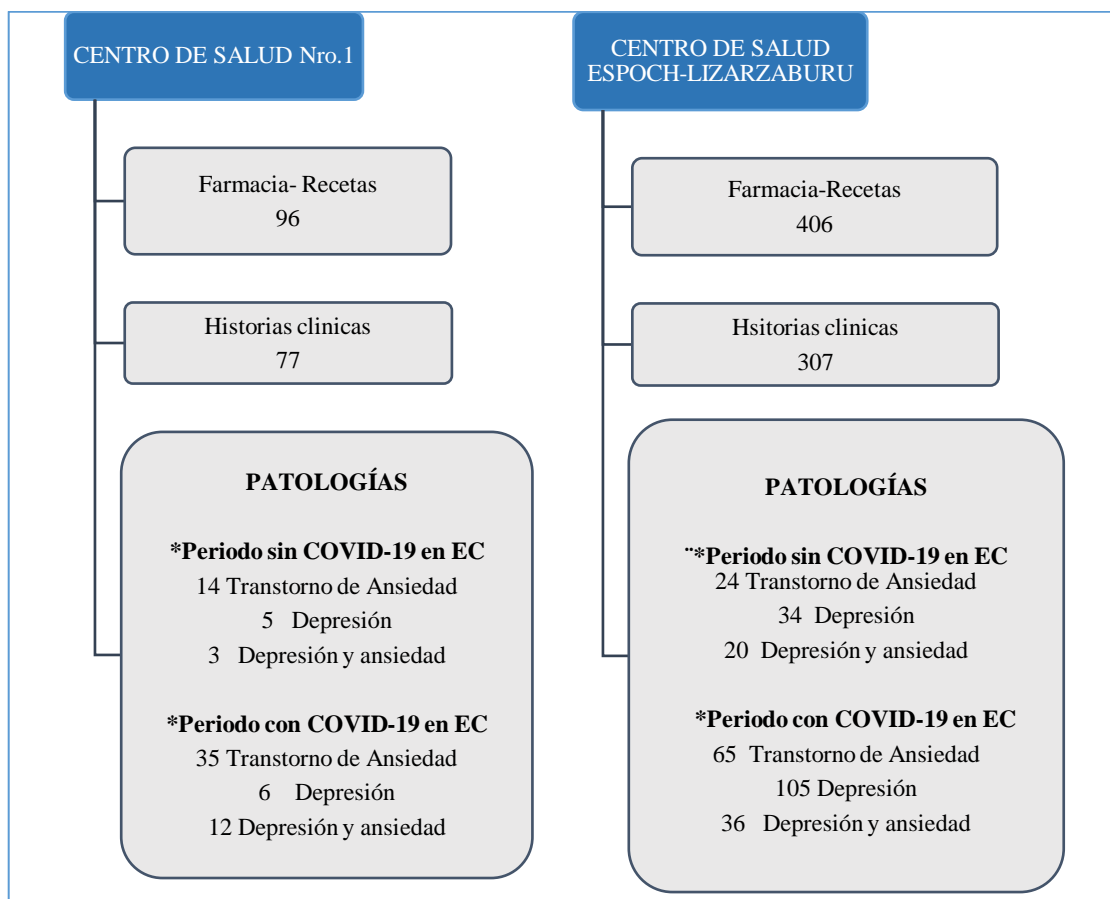 CENTRO DE SALUD Nro.1
Farmacia- Recetas
96
Historias clinicas
77
PATOLOGÍAS
*Periodo sin COVID-19 en EC
14 Transtorno de Ansiedad
5 Depresión
3 Depresión y ansiedad
*Periodo con COVID-19 en EC
35 Transtorno de Ansiedad
6 Depresión
12 Depresión y ansiedad
CENTRO DE SALUD
ESPOCH-LIZARZABURU
Farmacia-Recetas
406
Hsitorias clinicas
307
PATOLOGÍAS
¨*Periodo sin COVID-19 en EC
24 Transtorno de Ansiedad
34 Depresión
20 Depresión y ansiedad
*Periodo con COVID-19 en EC
65 Transtorno de Ansiedad
105 Depresión
36 Depresión y ansiedad